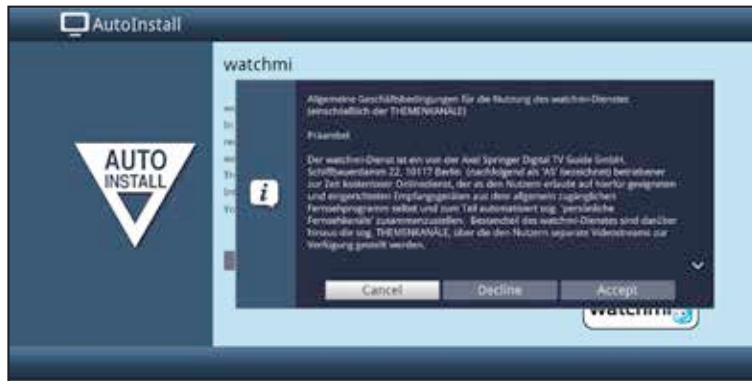 AutoInstall
watchmi
AUTO
INSTALL
Allgemeine Geschäftsbedingungen für die Nutzung des watchmi-Dienstes
(einschließlich der THEMENKANÄLE)
Präambel
Der watchmi-Dienst ist ein von der Axel Springer Digital TV Guide GmbH,
Schiffbauerdamm 22, 10117 Berlin (nachfolgend als 'AS' bezeichnet) betriebener
zur Zeit kostenloser Onlinedienst, der es den Nutzern erlaubt auf hierfür geeigneten
und eingerichteten Empfangsgeräten aus dem allgemein zugänglichen
Fernsehprogramm selbst und zum Teil automatisiert sog. 'persönliche
Fernsehkanäle' zusammenzustellen. Bestandteil des watchmi-Dienstes sind darüber
hinaus die sog. THEMENKANÄLE, über die den Nutzern separate Videostreams zur
Verfügung gestellt werden.
Cancel
Decline
Accept
watchmi